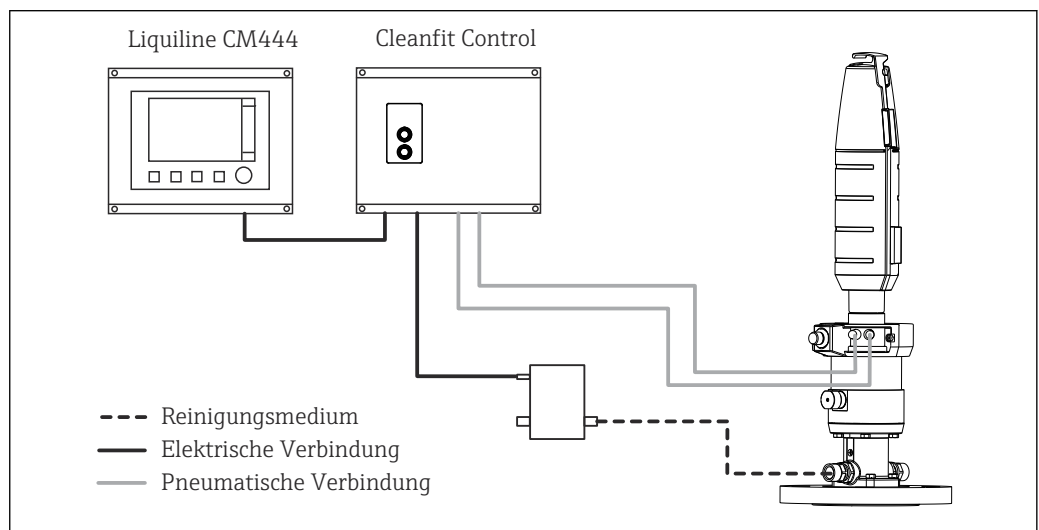 Liquiline CM444
Cleanfit Control
Reinigungsmedium
Elektrische Verbindung
Pneumatische Verbindung